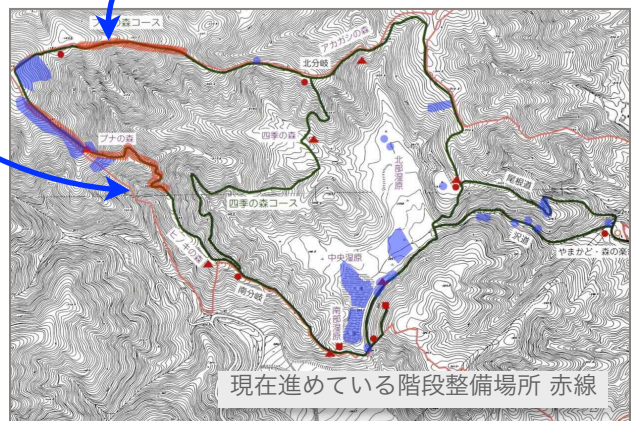 の森コース
アカガシの森
北分岐
ブナの森
四季の森
北部湿原
尾根道
四季の森コース
沢道
ヒノキの森
中央湿原
やまかど・森の楽
南分岐
南部湿原
現在進めている階段整備場所 赤線